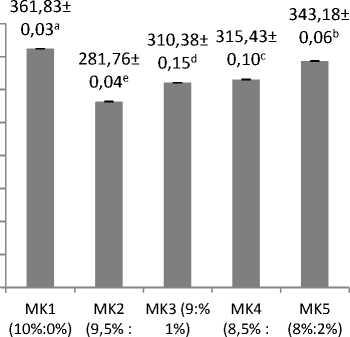 361,83±
0,03a
281,76±
0,04e
310,38±
0,15d
315,43±
0,10c
343,18±
0,06b
MK1
(10%:0%)
MK2
(9,5% :
MK3 (9:%
1%)
MK4
(8,5% :
MK5
(8%:2%)